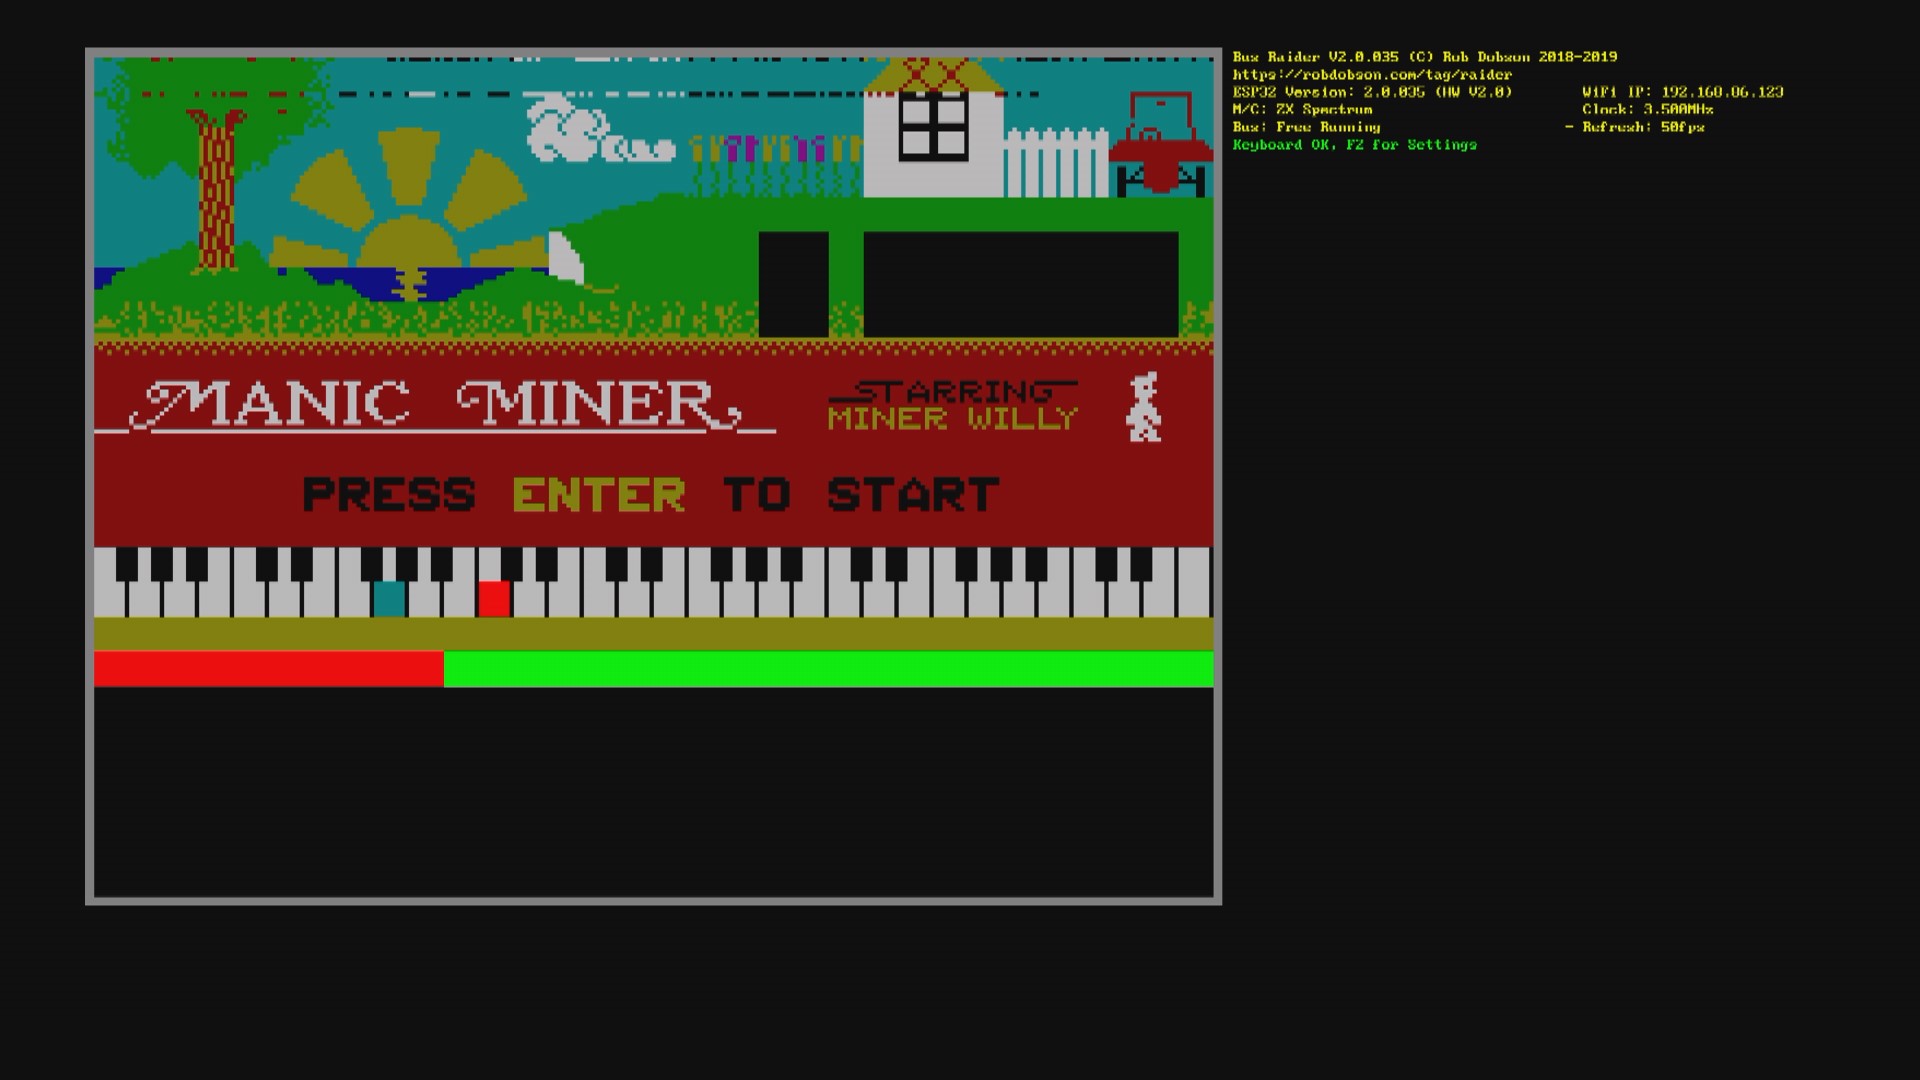 Bus Raider V2.0.035 (C) Rob Dobson 2018-2019
https://robdobson.com/tag/raider
ESP32 Version: 2.0.035 (HW V2.0) WiFi IP: 192.168.86.123
M/C: ZX Spectrum Clock: 3.500MHz
Bus: Free Running - Refresh: 50fps
Keyboard OK, F2 for Settings
MANIC MINER STARRING
MINER WILLY
PRESS ENTER TO START